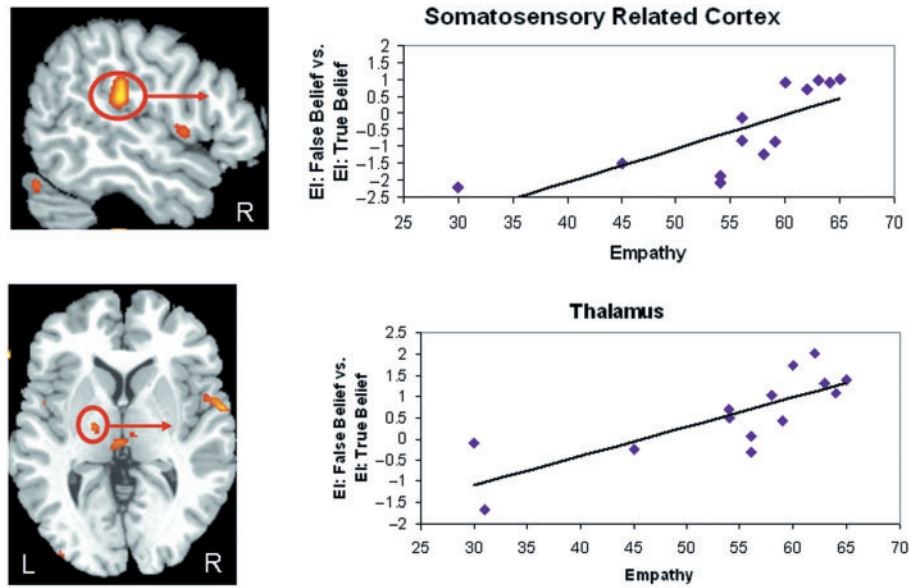 Somatosensory Related Cortex
EI: False Belief vs.
EI: True Belief
2
1.5
1
0.5
0
−0.5
−1
−1.5
−2
−2.5
25 30 35 40 45 50 55 60 65 70
Empathy
R
Thalamus
EI: False Belief vs.
EI: True Belief
2.5
2
1.5
1
0.5
0
−0.5
−1
−1.5
−2
25 30 35 40 45 50 55 60 65 70
Empathy
L R